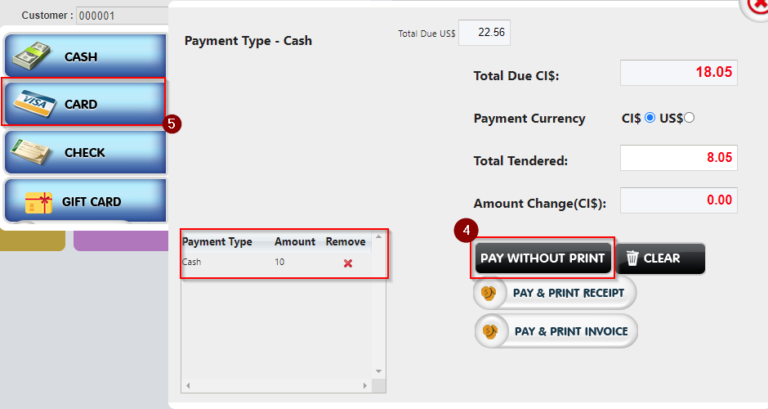 Customer : 000001
CASH
VISA
CARD
5
CHECK
GIFT CARD
Payment Type - Cash
Total Due US$ 22.56
Total Due CI$: 18.05
Payment Currency CI$ US$
Total Tendered: 8.05
Amount Change(CI$): 0.00
Payment Type Amount Remove
Cash 10
4
PAY WITHOUT PRINT CLEAR
PAY & PRINT RECEIPT
PAY & PRINT INVOICE